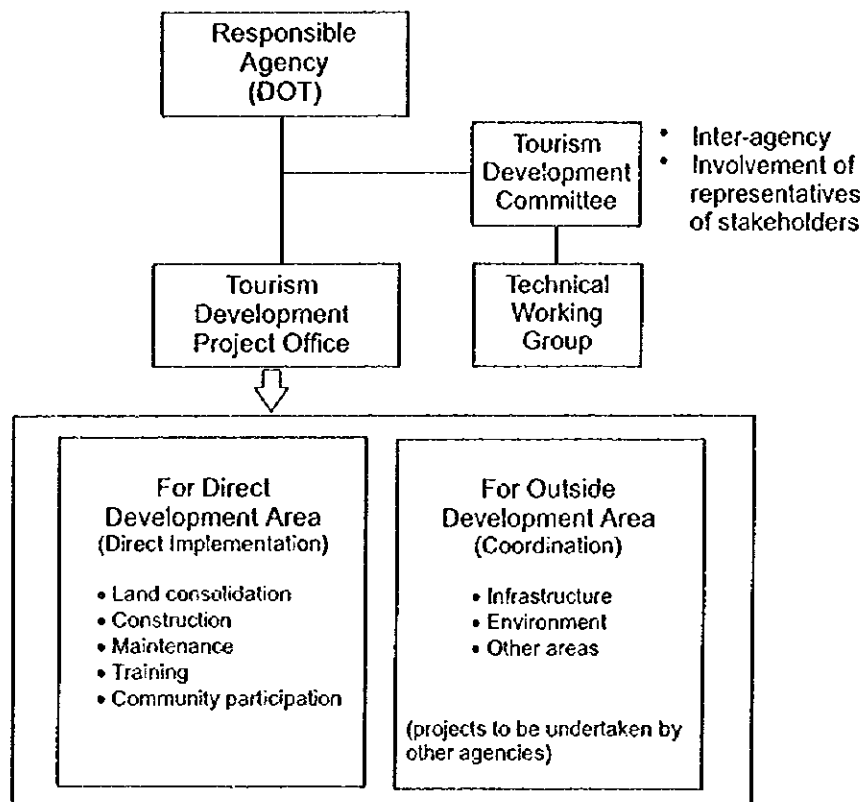 Responsible
Agency
(DOT)
Tourism
Development
Committee
• Inter-agency
• Involvement of
representatives
of stakeholders
Tourism
Development
Project Office
Technical
Working
Group
For Direct
Development Area
(Direct Implementation)
• Land consolidation
• Construction
• Maintenance
• Training
• Community participation
For Outside
Development Area
(Coordination)
• Infrastructure
• Environment
• Other areas
(projects to be undertaken by
other agencies)